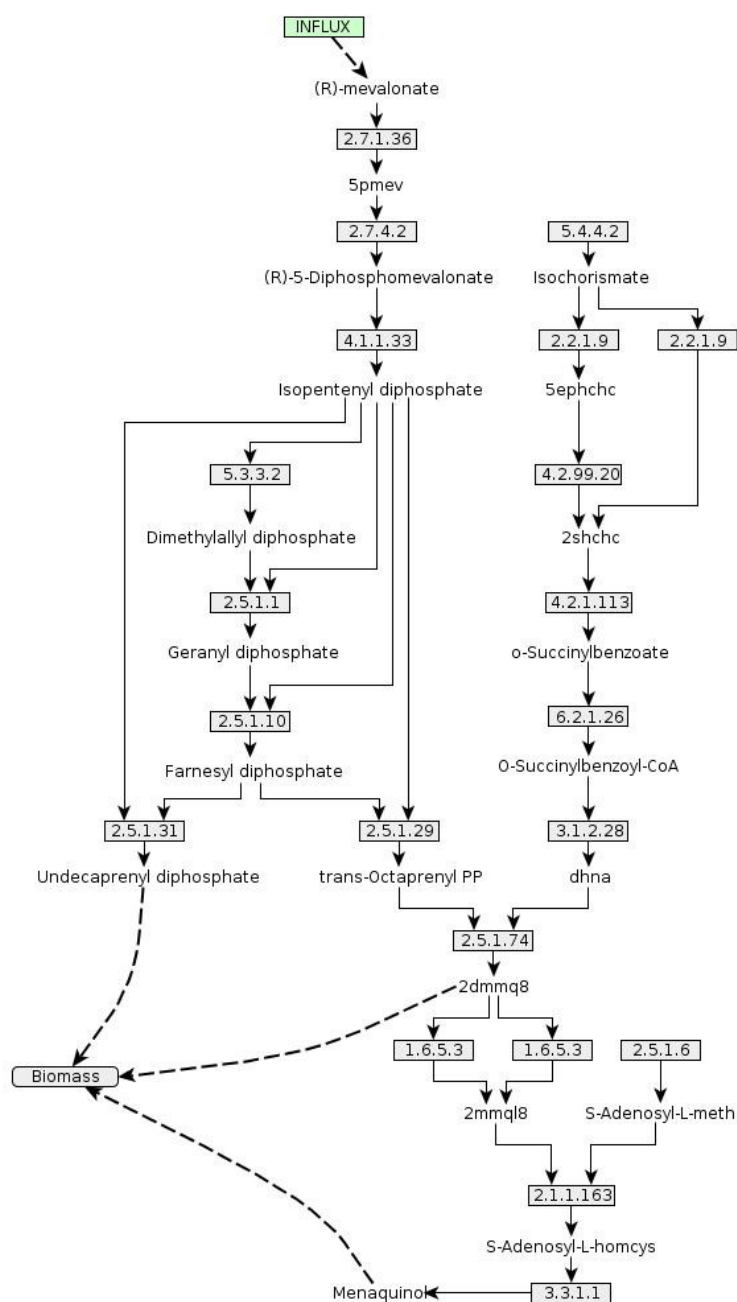 INFLUX
(R)-mevalonate
2.7.1.36
5pmev
2.7.4.2
5.4.4.2
(R)-5-Diphosphomevalonate
Isochorismate
4.1.1.33
2.2.1.9
2.2.1.9
Isopentenyl diphosphate
5ephchc
5.3.3.2
4.2.99.20
Dimethylallyl diphosphate
2shchc
2.5.1.1
4.2.1.113
Geranyl diphosphate
o-Succinylbenzoate
2.5.1.10
6.2.1.26
Farnesyl diphosphate
O-Succinylbenzoyl-CoA
2.5.1.31
2.5.1.29
3.1.2.28
Undecaprenyl diphosphate
trans-Octaprenyl PP
dhna
2.5.1.74
2dmmq8
1.6.5.3
1.6.5.3
2.5.1.6
Biomass
2mmql8
S-Adenosyl-L-meth
2.1.1.163
S-Adenosyl-L-homcys
Menaquinol
3.3.1.1